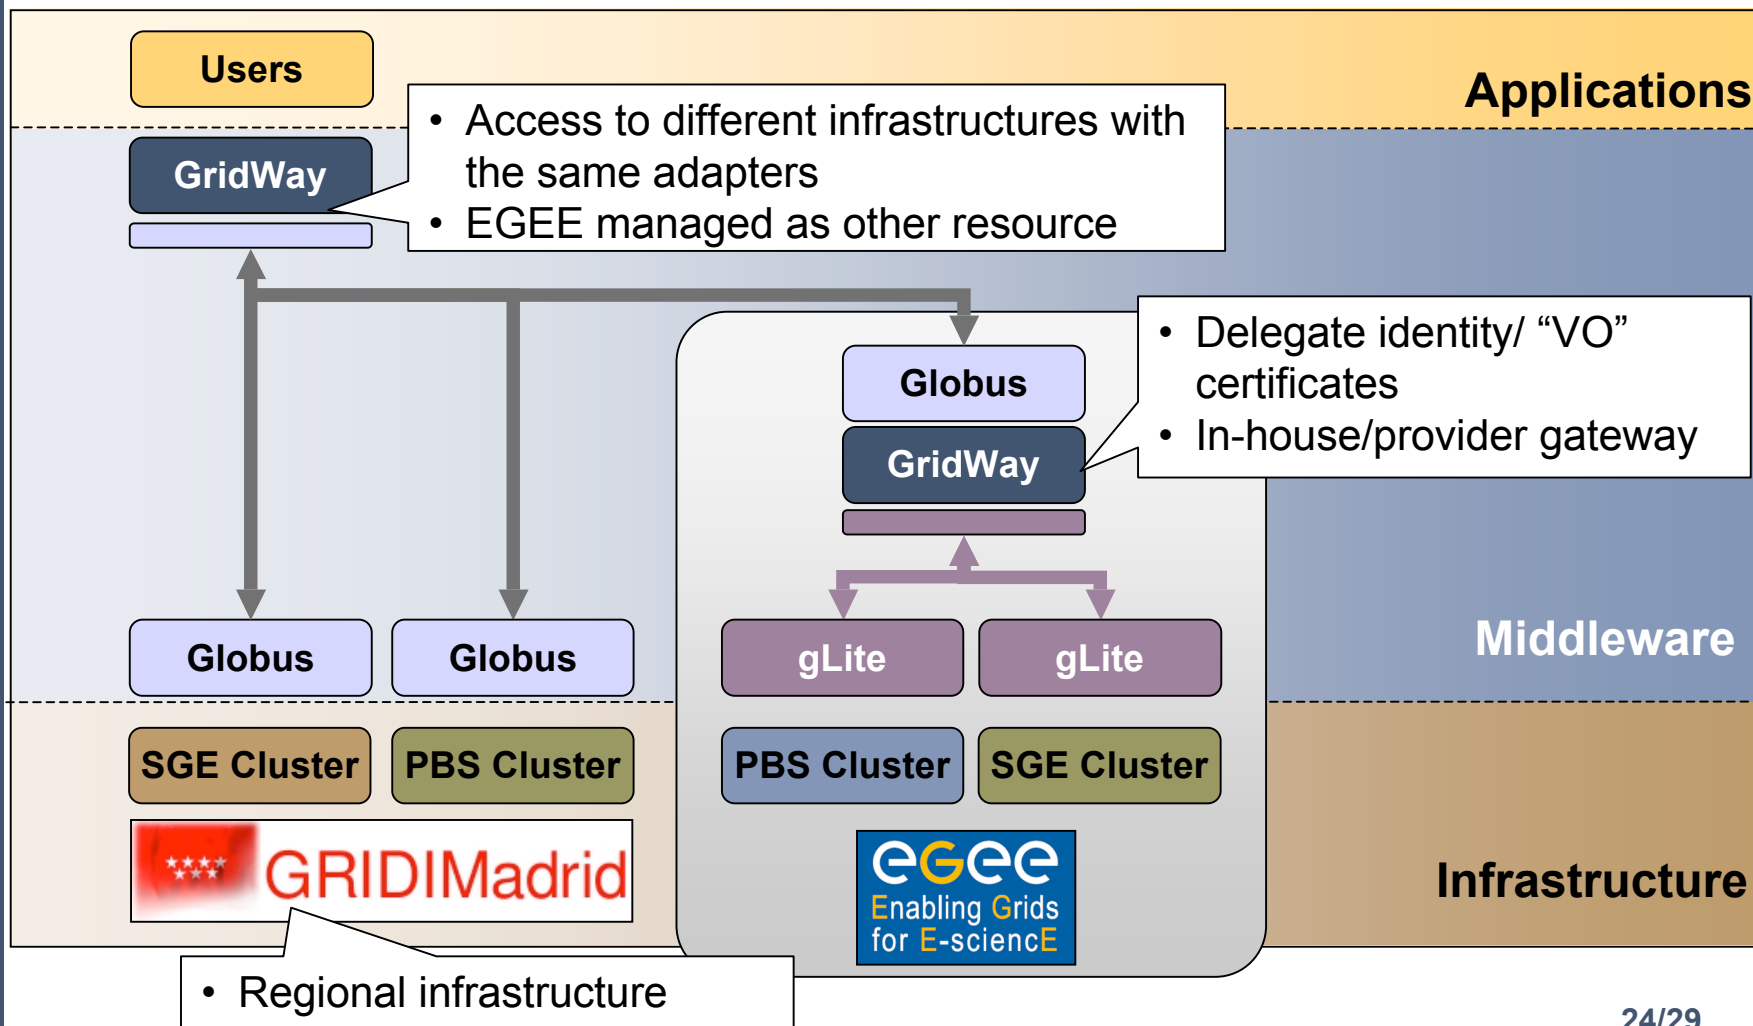 Users
Applications
• Access to different infrastructures with
the same adapters
• EGEE managed as other resource
GridWay
• Delegate identity/ “VO”
certificates
• In-house/provider gateway
Globus
GridWay
Globus
Globus
gLite
gLite
Middleware
SGE Cluster
PBS Cluster
PBS Cluster
SGE Cluster
GRIDIMadrid
eGee
Enabling Grids
for E-sciencE
Infrastructure
• Regional infrastructure
24/29